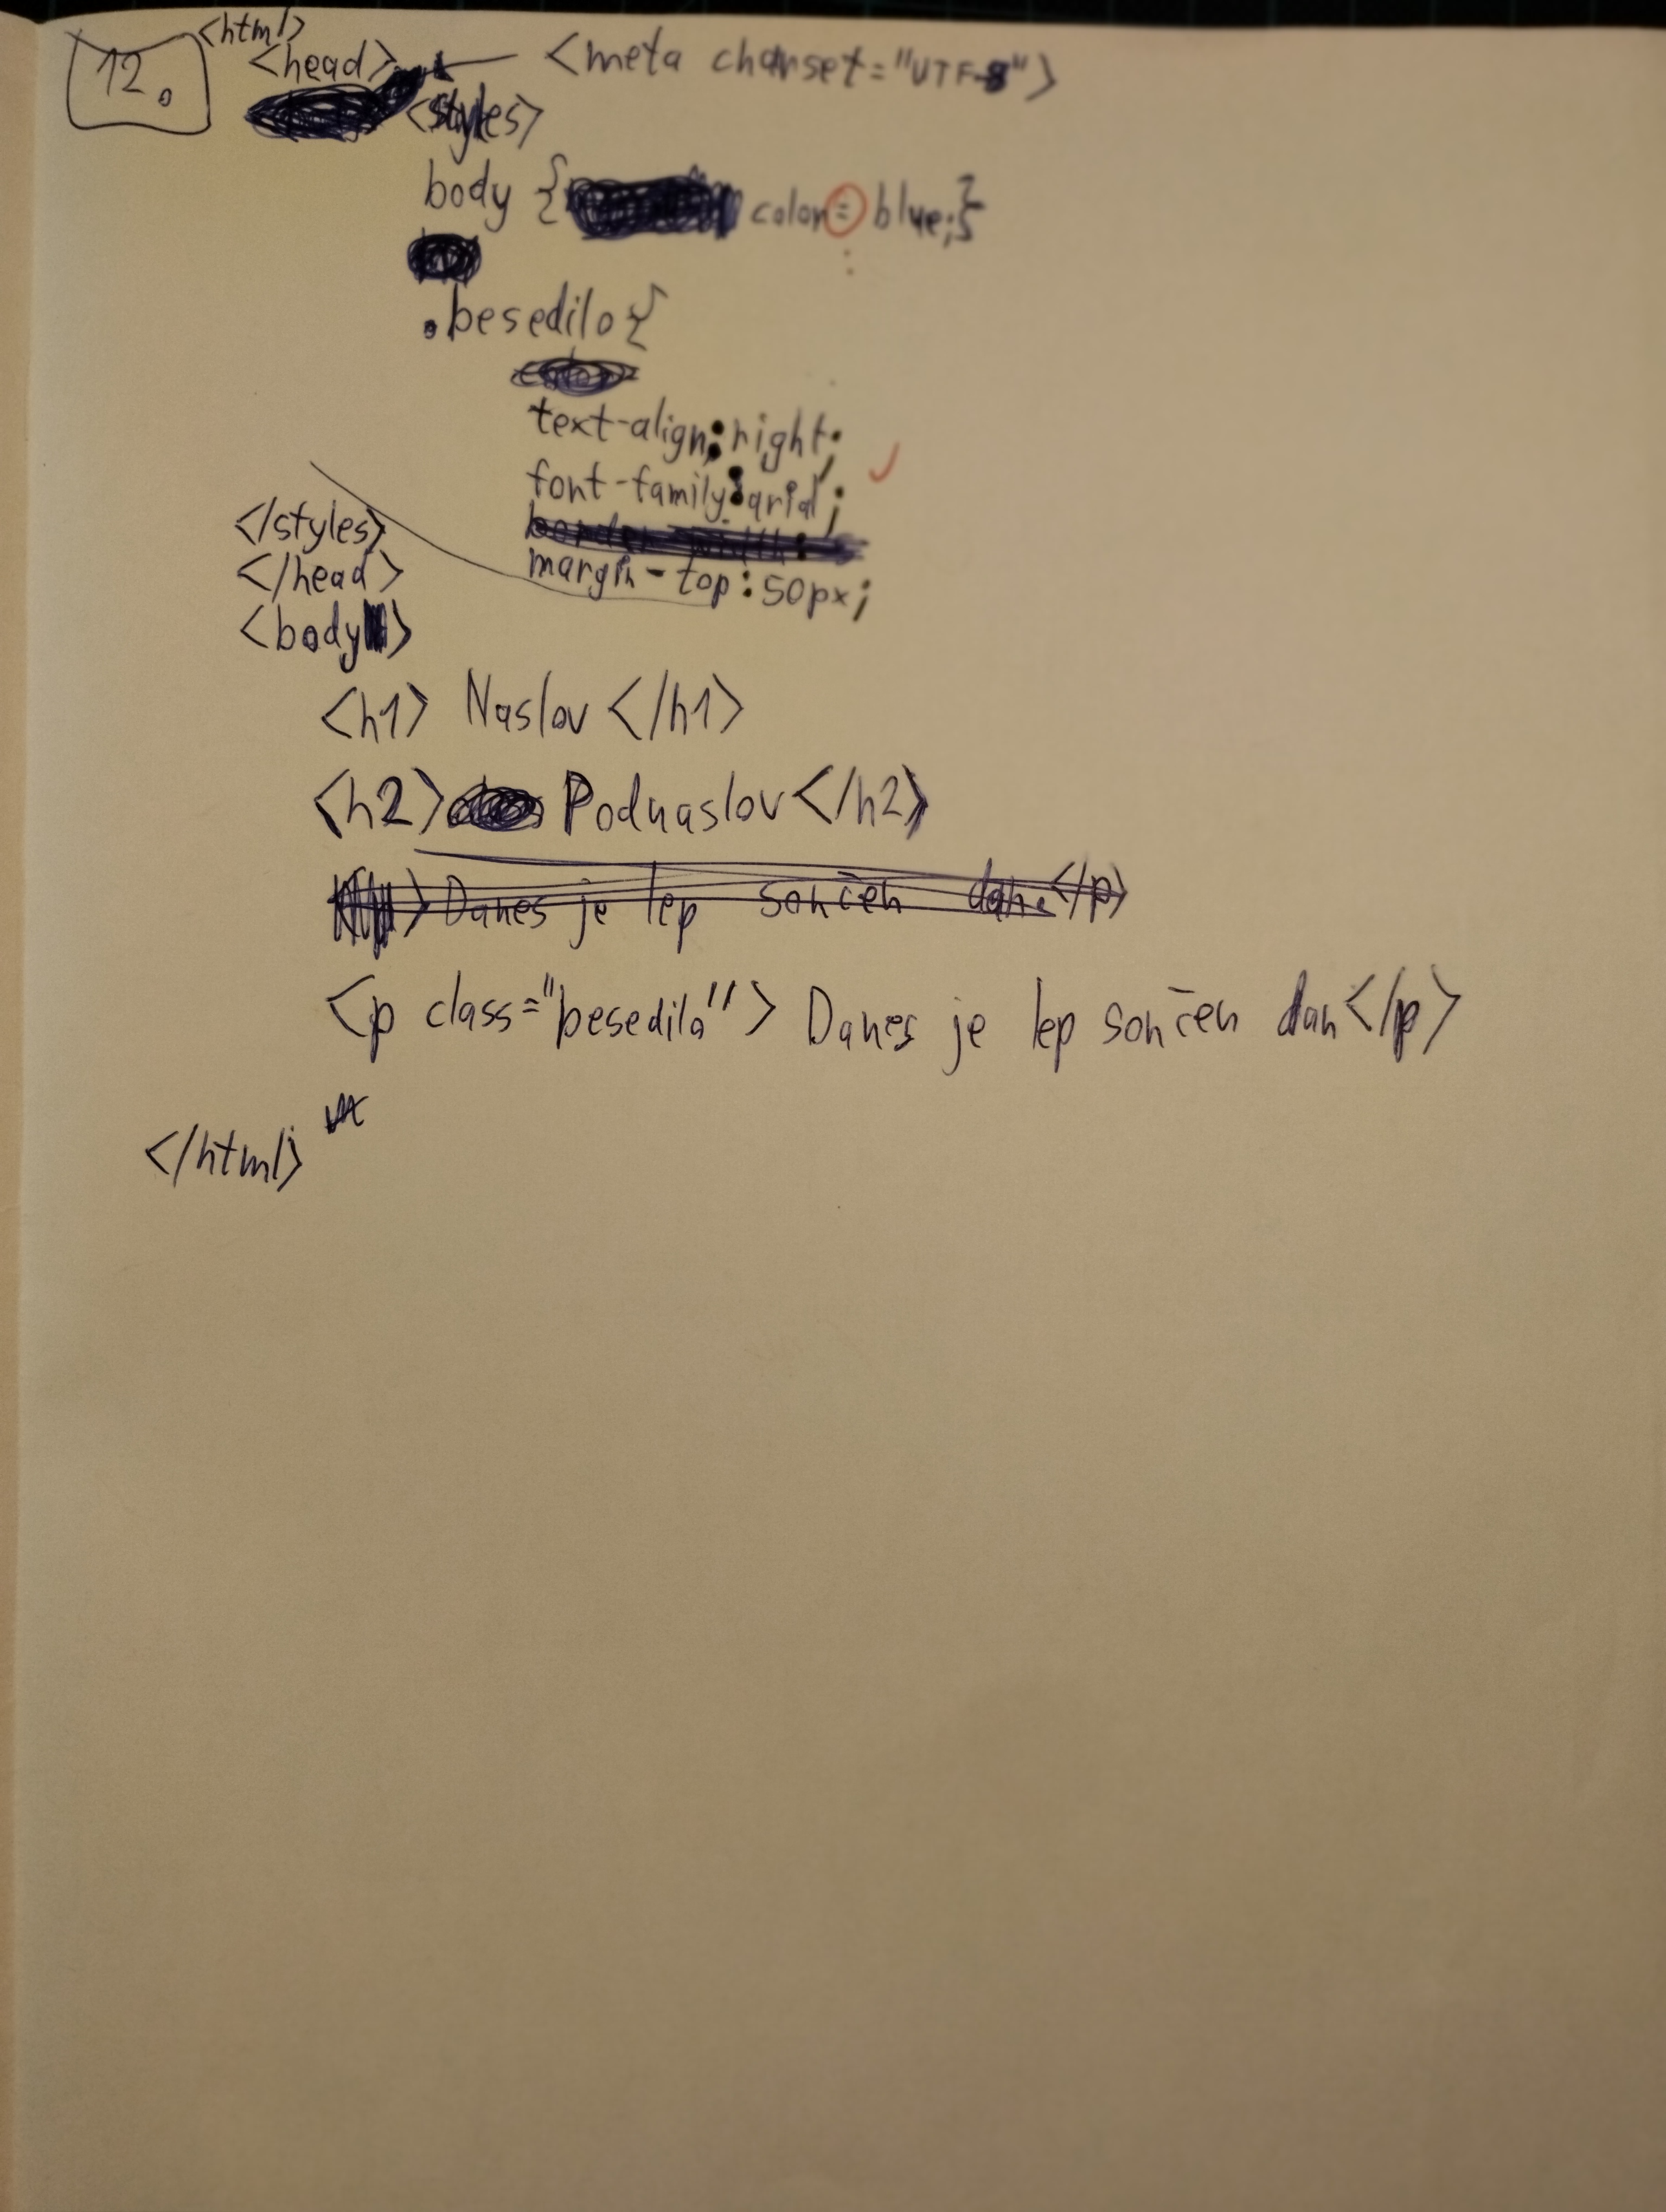 12.
<html>
<head>
<meta charset="UTF-8">
<styles>
body { color= blue;}
:
.besedilo {
text-align: right;
font-family: arial;
margin-top: 50px;
</styles>
</head>
<body>
<h1> Naslov </h1>
<h2> Podnaslov </h2>
Danes je lep sončen dan </p>
<p class="besedilo"> Danes je lep sončen dan </p>
</html>